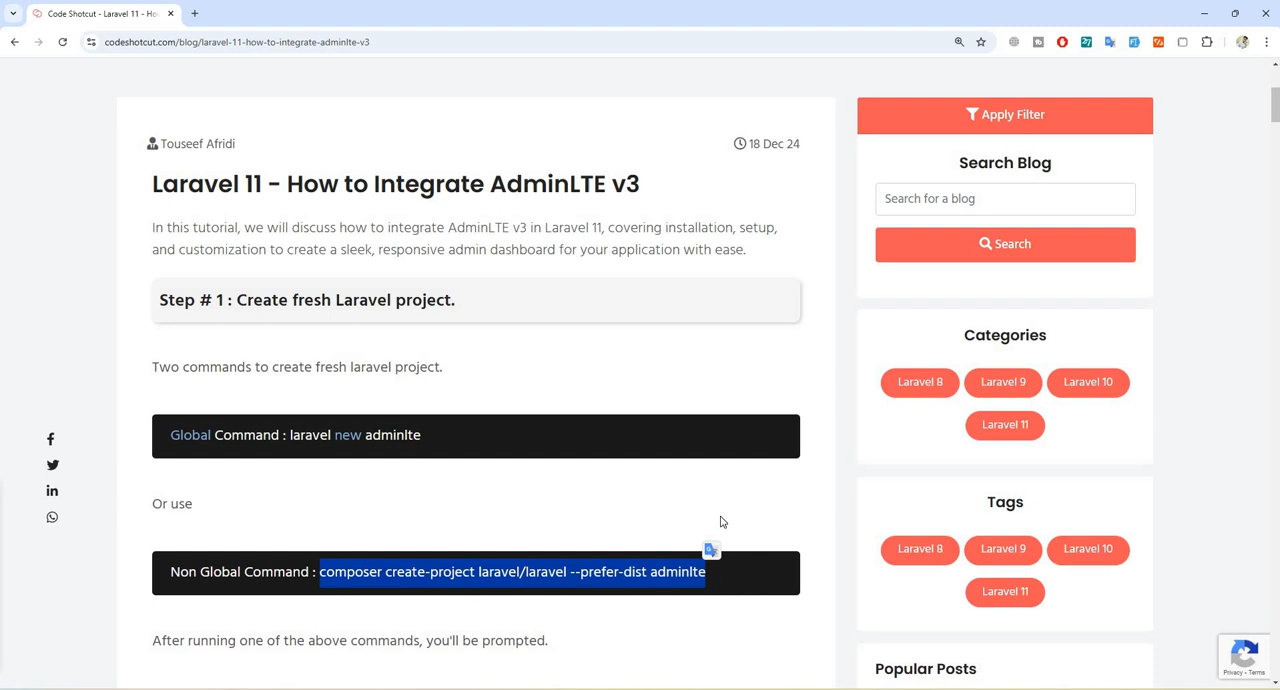 Code Shotcut - Laravel 11 - Ho
codeshotcut.com/blog/laravel-11-how-to-integrate-adminlte-v3
Touseef Afridi
18 Dec 24
Laravel 11 - How to Integrate AdminLTE v3
In this tutorial, we will discuss how to integrate AdminLTE v3 in Laravel 11, covering installation, setup,
and customization to create a sleek, responsive admin dashboard for your application with ease.
Step # 1 : Create fresh Laravel project.
Two commands to create fresh laravel project.
Global Command : laravel new adminlte
Or use
Non Global Command : composer create-project laravel/laravel --prefer-dist adminlte
After running one of the above commands, you'll be prompted.
Apply Filter
Search Blog
Search for a blog
Search
Categories
Laravel 8 Laravel 9 Laravel 10
Laravel 11
Tags
Laravel 8 Laravel 9 Laravel 10
Laravel 11
Popular Posts
Privacy - Terms